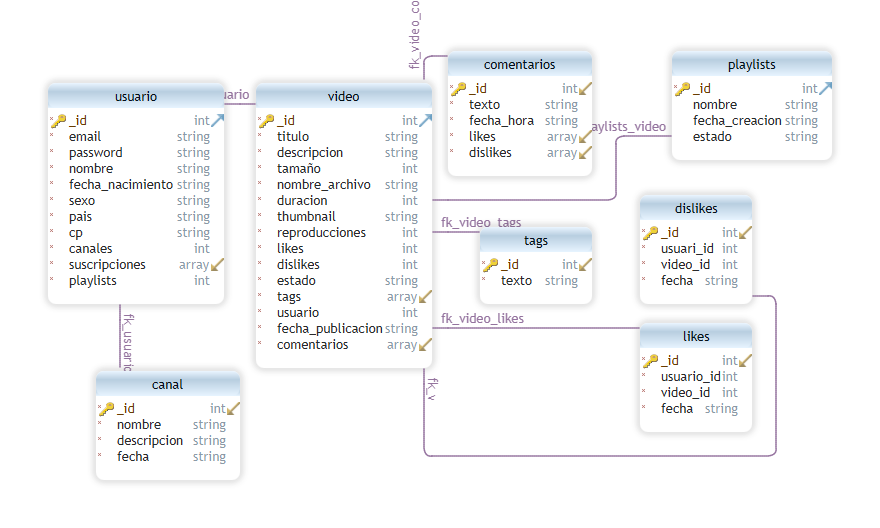 fk_video_co
usuario
_id int
email string
password string
nombre string
fecha_nacimiento string
sexo string
pais string
cp string
canales int
suscripciones array
playlists int
uario
video
_id int
titulo string
descripcion string
tamaño int
nombre_archivo string
duracion int
thumbnail string
reproducciones int
likes int
dislikes int
estado string
tags array
usuario int
fecha_publicacion string
comentarios array
comentarios
_id int
texto string
fecha_hora string
likes array
dislikes array
aylists_video
playlists
_id int
nombre string
fecha_creacion string
estado string
fk_video_tags
tags
_id int
texto string
dislikes
_id int
usuari_id int
video_id int
fecha string
fk_video_likes
likes
_id int
usuario_id int
video_id int
fecha string
fk_usuario
canal
_id int
nombre string
descripcion string
fecha string
fk_v